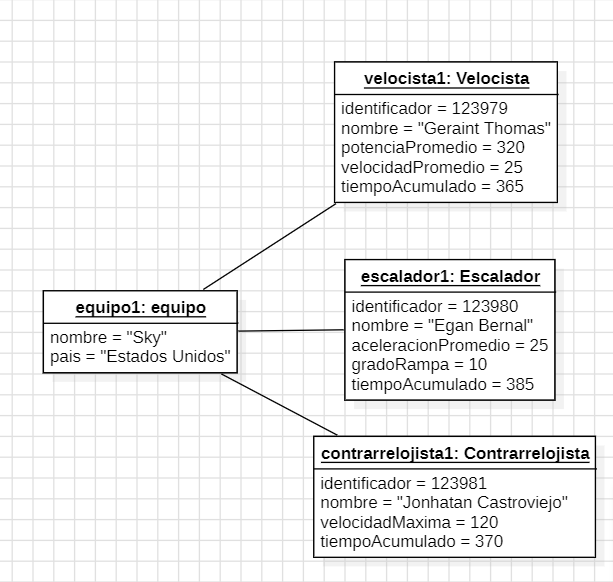 velocista1: Velocista
identificador = 123979
nombre = "Geraint Thomas"
potenciaPromedio = 320
velocidadPromedio = 25
tiempoAcumulado = 365
escalador1: Escalador
identificador = 123980
nombre = "Egan Bernal"
aceleracionPromedio = 25
gradoRampa = 10
tiempoAcumulado = 385
equipo1: equipo
nombre = "Sky"
pais = "Estados Unidos"
contrarrelojista1: Contrarrelojista
identificador = 123981
nombre = "Jonhatan Castroviejo"
velocidadMaxima = 120
tiempoAcumulado = 370